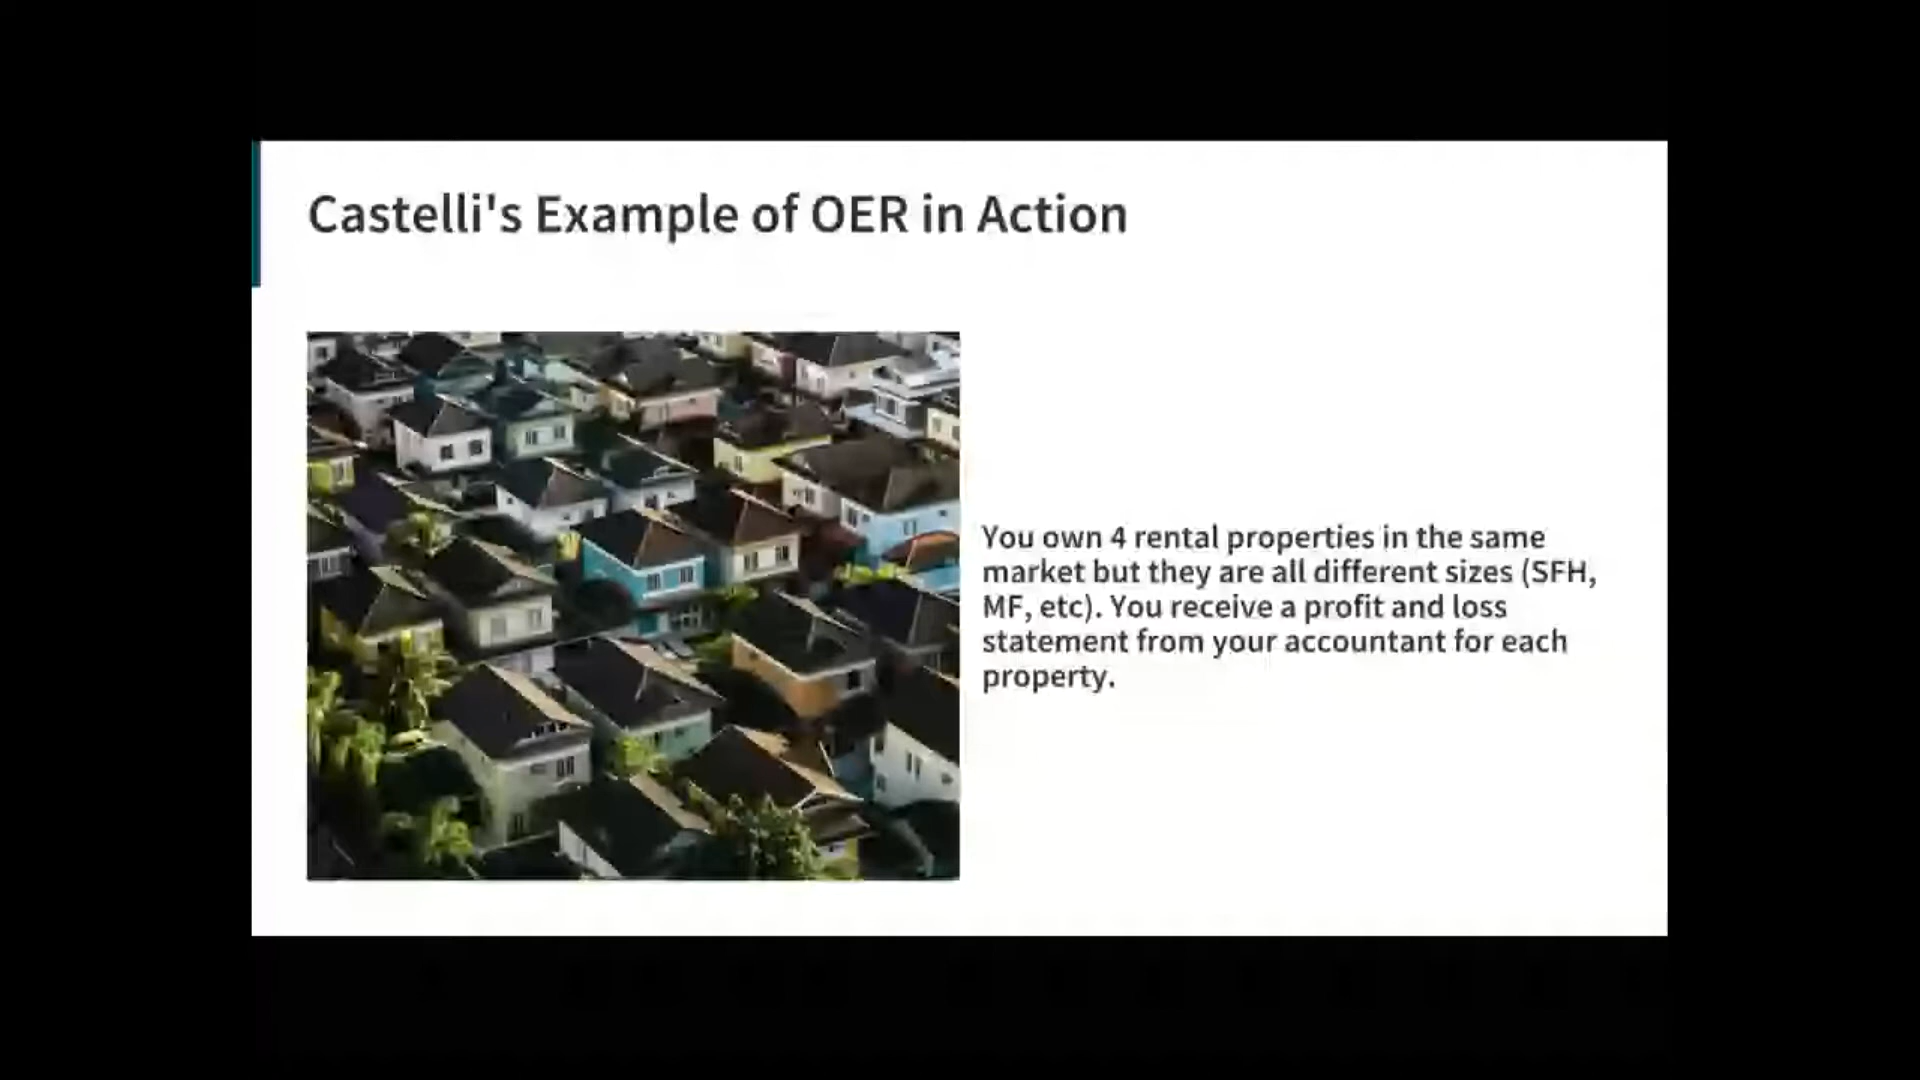 Castelli's Example of OER in Action
You own 4 rental properties in the same
market but they are all different sizes (SFH,
MF, etc). You receive a profit and loss
statement from your accountant for each
property.